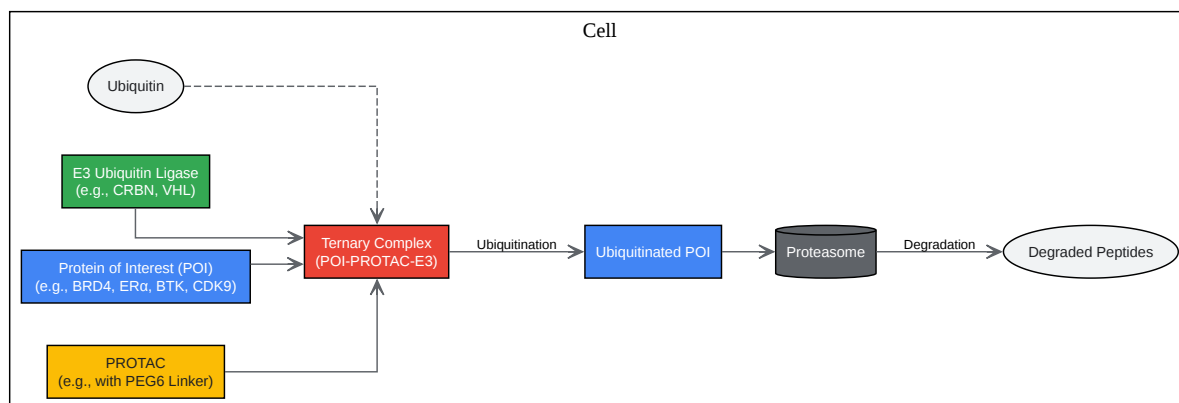 Cell
Ubiquitin
E3 Ubiquitin Ligase
(e.g., CRBN, VHL)
Protein of Interest (POI)
(e.g., BRD4, ERα, BTK, CDK9)
PROTAC
(e.g., with PEG6 Linker)
Ternary Complex
(POI-PROTAC-E3)
Ubiquitination
Ubiquitinated POI
Proteasome
Degradation
Degraded Peptides